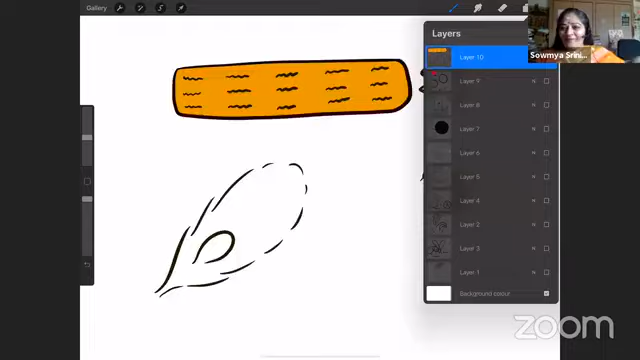 Gallery
Layers
Sowmya Srini...
Layer 10
Layer 9 N
Layer 8 N
Layer 7 N
Layer 6 N
Layer 5 N
Layer 4 N
Layer 2 N
Layer 3 N
Layer 1 N
Background colour
zoom